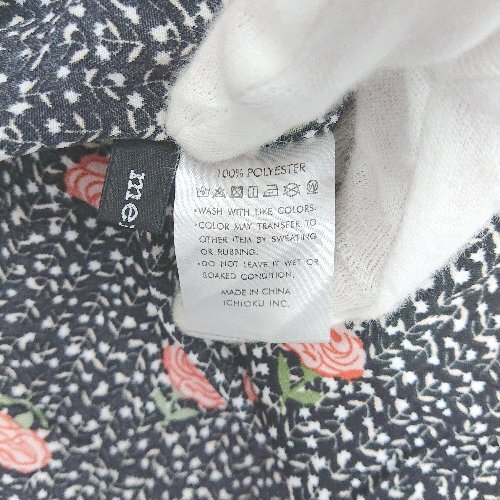 me
100% POLYESTER
•WASH WITH LIKE COLORS.
•COLOR MAY TRANSFER TO
OTHER ITEM BY SWEATING
OR RUBBING.
•DO NOT LEAVE IT WET OR
SOAKED CONDITION.
MADE IN CHINA
ICHIOKU INC.